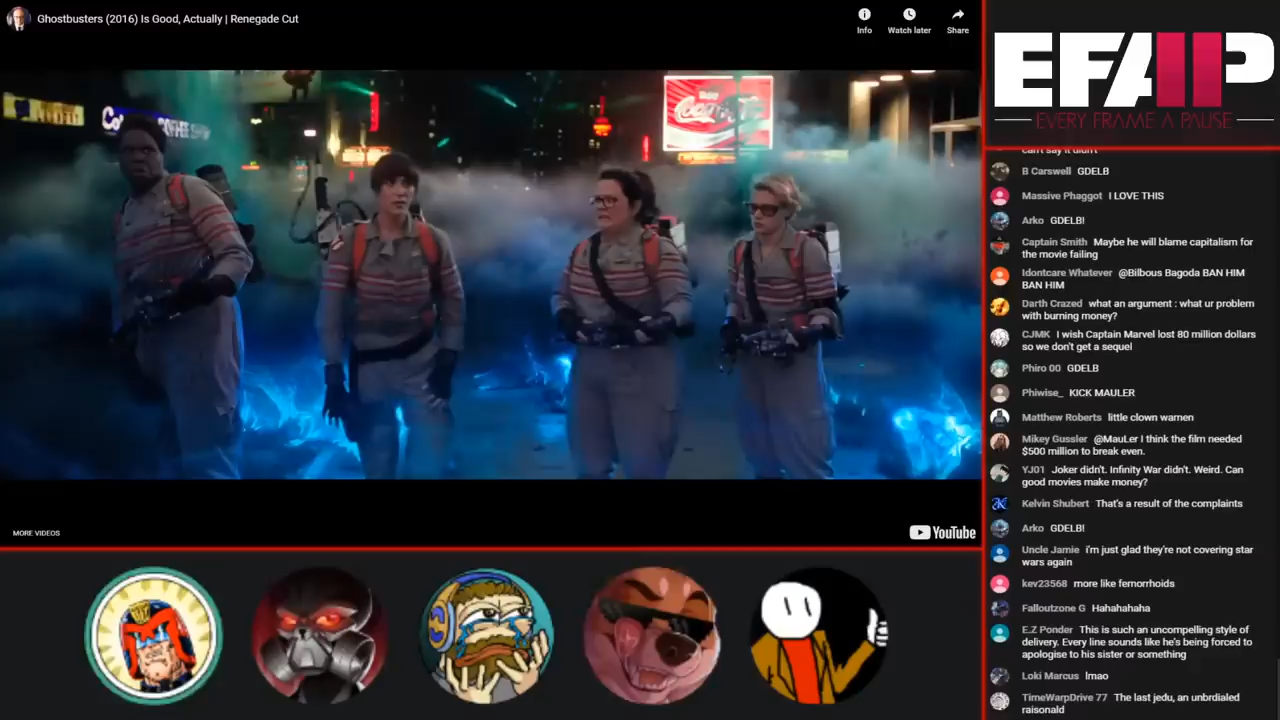 Ghostbusters (2016) Is Good, Actually | Renegade Cut
Info
Watch later
Share
MORE VIDEOS
YouTube
EFAP
EVERY FRAME A PAUSE
can't say it didn't
B Carswell GDELB
Massive Phaggot I LOVE THIS
Arko GDELB!
Captain Smith Maybe he will blame capitalism for
the movie failing
Idontcare Whatever @Bilbous Bagoda BAN HIM
BAN HIM
Darth Crazed what an argument : what ur problem
with burning money?
CJMK I wish Captain Marvel lost 80 million dollars
so we don't get a sequel
Phiro 00 GDELB
Phiwise_ KICK MAULER
Matthew Roberts little clown wamen
Mikey Gussler @MauLer I think the film needed
$500 million to break even.
YJ01 Joker didn't. Infinity War didn't. Weird. Can
good movies make money?
Kelvin Shubert That's a result of the complaints
Arko GDELB!
Uncle Jamie i'm just glad they're not covering star
wars again
kev23568 more like femorrhoids
Falloutzone G Hahahahaha
E.Z Ponder This is such an uncompelling style of
delivery. Every line sounds like he's being forced to
apologise to his sister or something
Loki Marcus lmao
TimeWarpDrive 77 The last jedu, an unbrdialed
raisonald